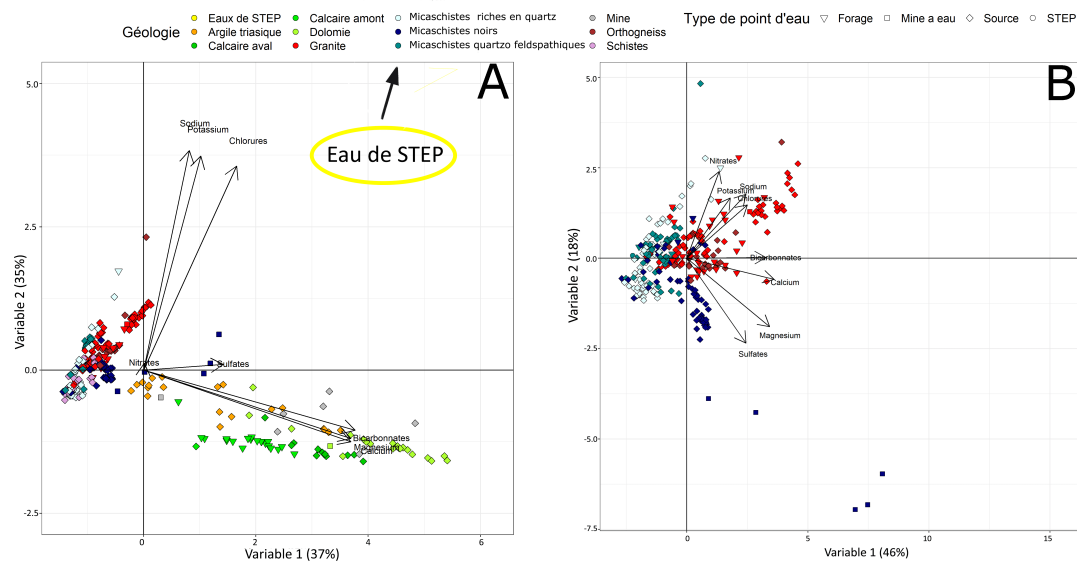 Géologie
Eaux de STEP
Argile triasique
Calcaire aval
Calcaire amont
Dolomie
Granite
Micaschistes riches en quartz
Micaschistes noirs
Micaschistes quartzo feldspathiques
Mine
Orthogneiss
Schistes
Type de point d'eau
Forage
Mine a eau
Source
STEP
A
5.0
2.5
0.0
-2.5
Variable 2 (35%)
Sodium
Potassium
Chlorures
Eau de STEP
Nitrates
Sulfates
Bicarbonnates
Magnesium
Calcium
0
2
4
6
Variable 1 (37%)
B
5.0
2.5
0.0
-2.5
-5.0
-7.5
Variable 2 (18%)
Nitrates
Sodium
Potassium
Chlorures
Bicarbonnates
Calcium
Magnesium
Sulfates
0
5
10
15
Variable 1 (46%)